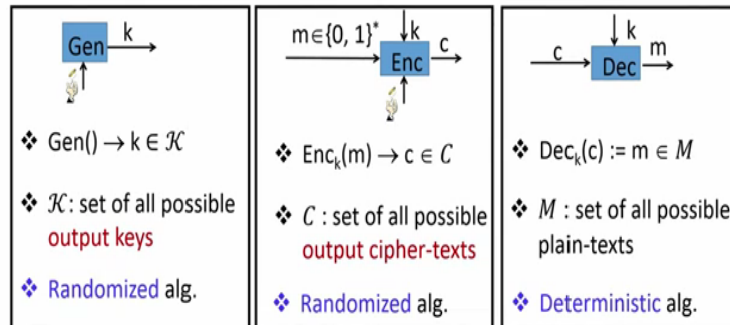 k
Gen
❖ Gen() → k ∈ 𝒦
❖ 𝒦: set of all possible
output keys
❖ Randomized alg.
m∈{0, 1}*
k
c
Enc
❖ Encₖ(m) → c ∈ C
❖ C : set of all possible
output cipher-texts
❖ Randomized alg.
k
c
m
Dec
❖ Decₖ(c) := m ∈ M
❖ M : set of all possible
plain-texts
❖ Deterministic alg.